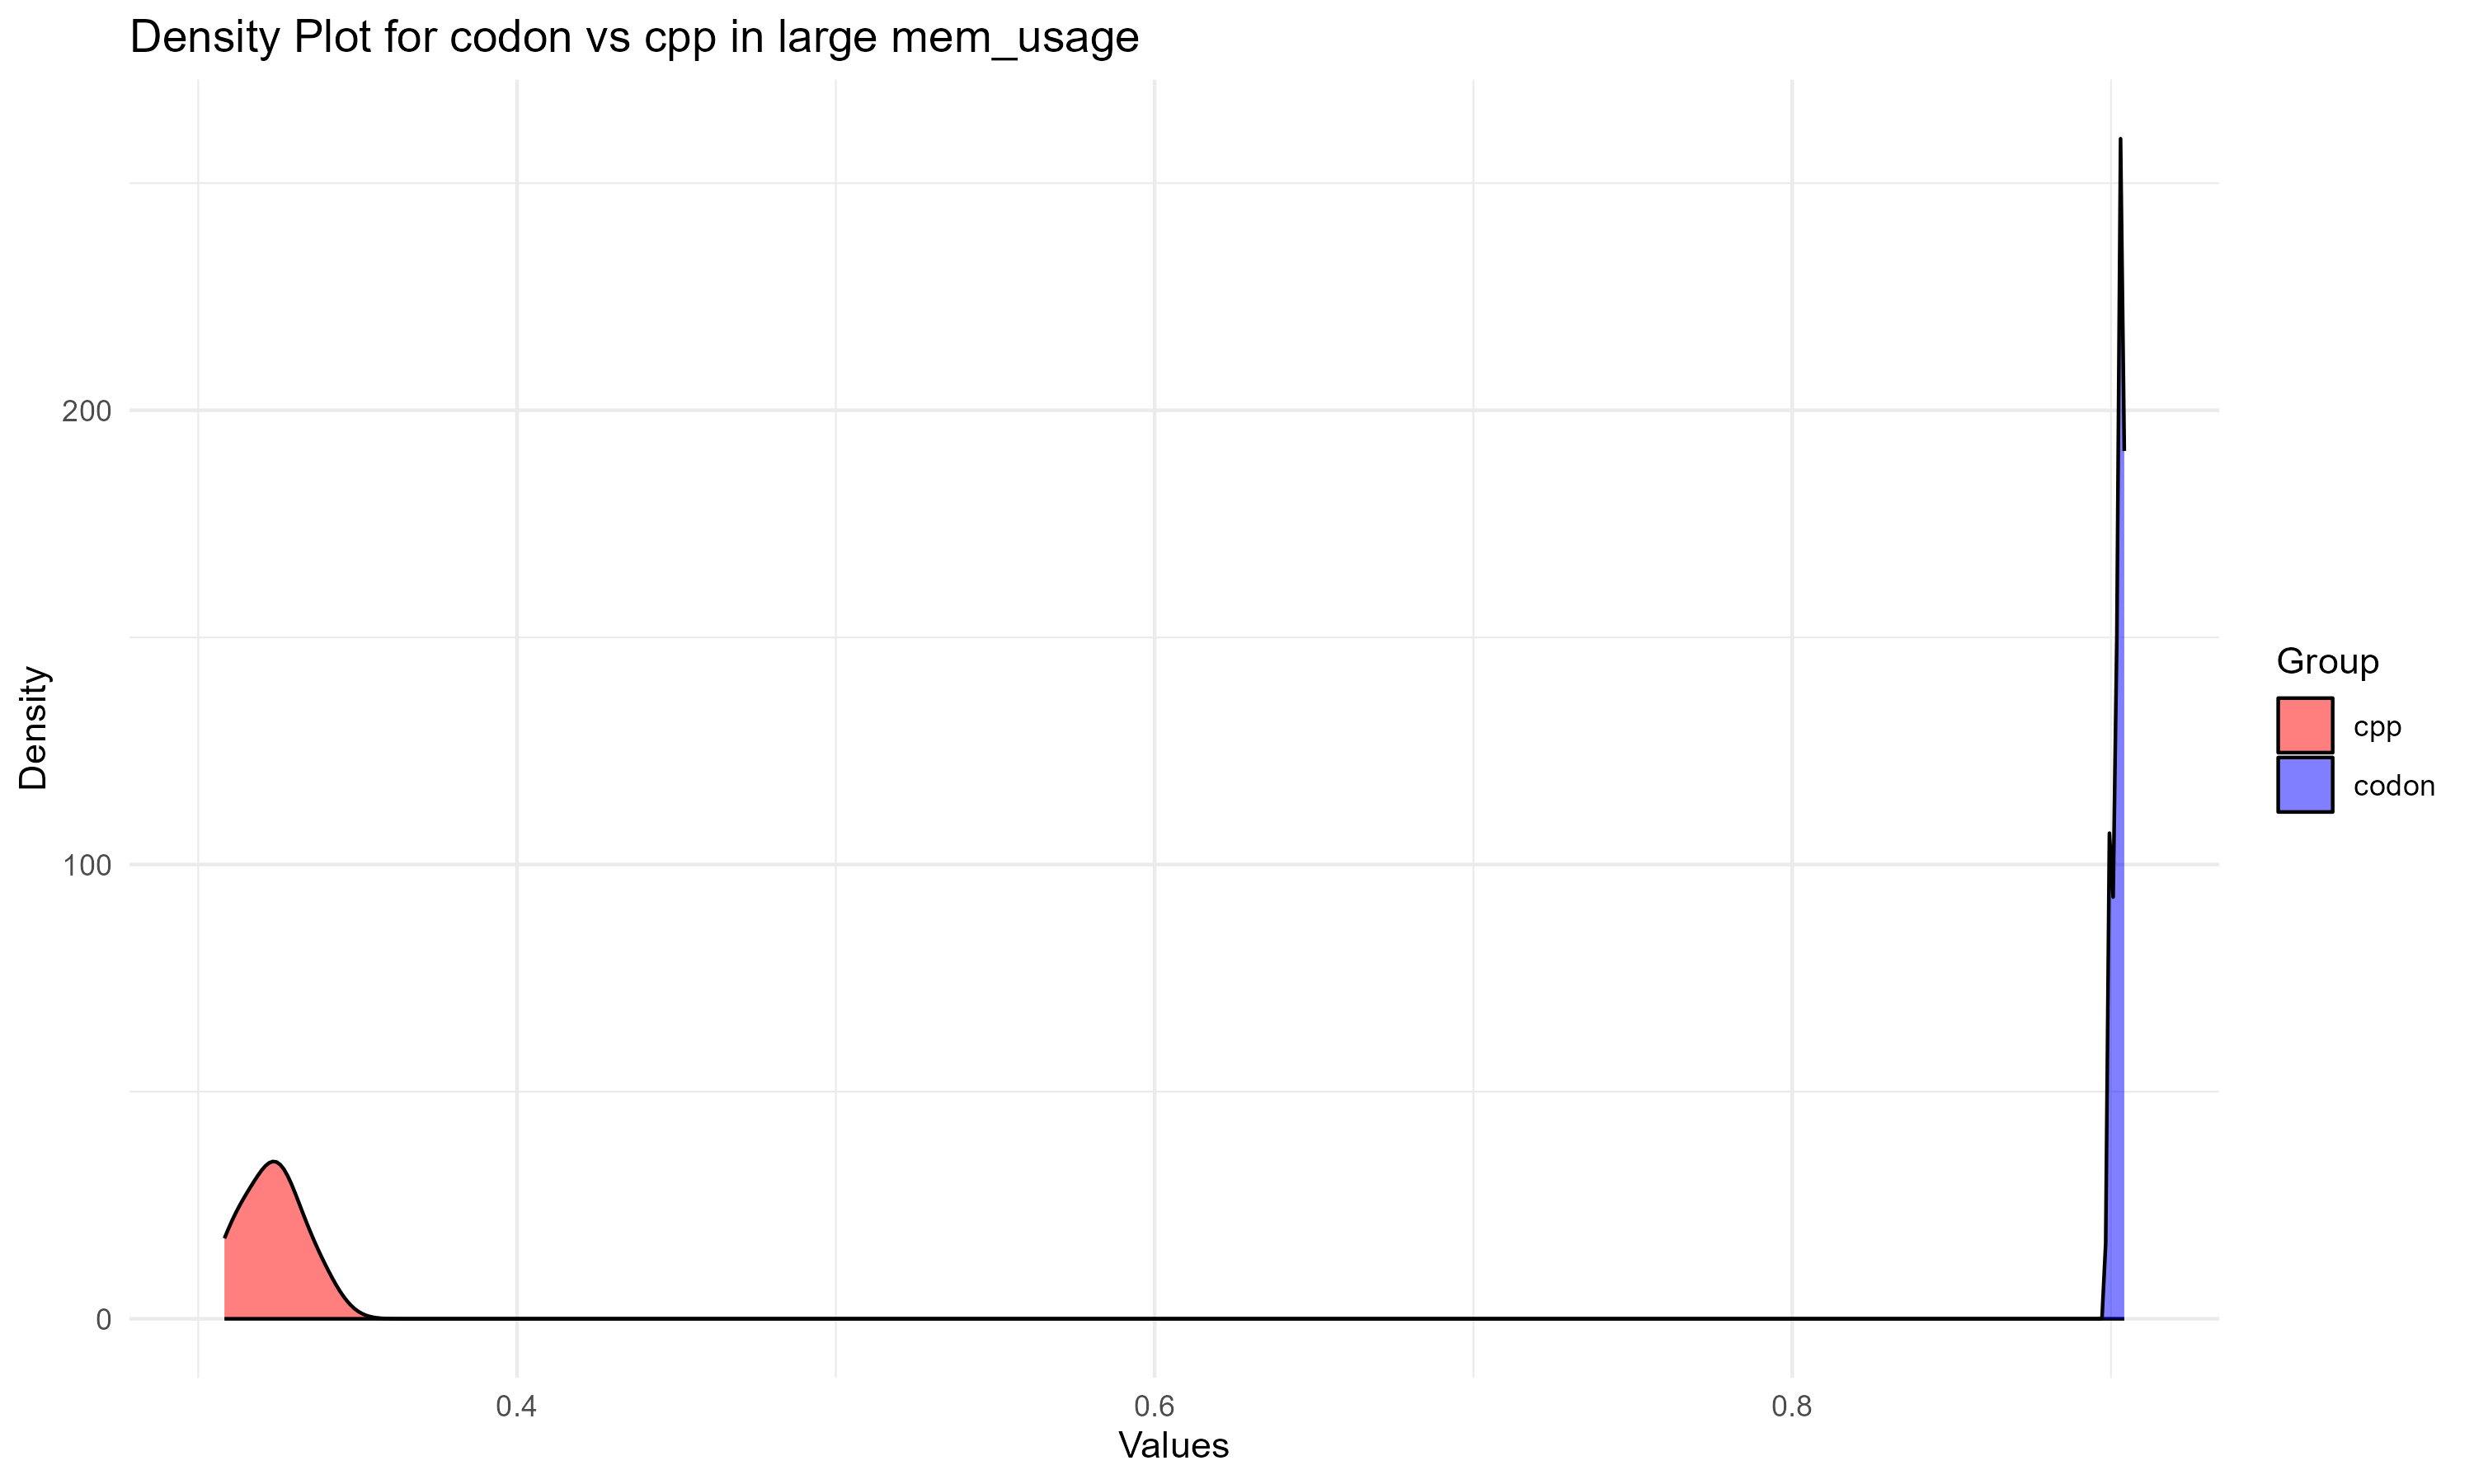 Density Plot for codon vs cpp in large mem_usage
Density
200
100
0
0.4
0.6
0.8
Values
Group
cpp
codon